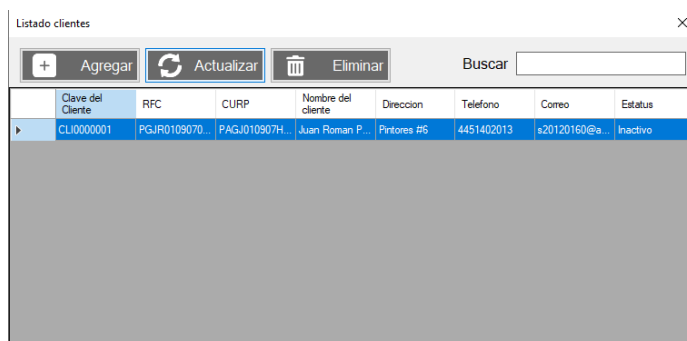 Listado clientes
Agregar Actualizar Eliminar Buscar
Clave del Cliente RFC CURP Nombre del cliente Direccion Telefono Correo Estatus
CLI0000001 PGJR0109070... PAGJ010907H... Juan Roman P... Pintores #6 4451402013 s20120160@a... Inactivo